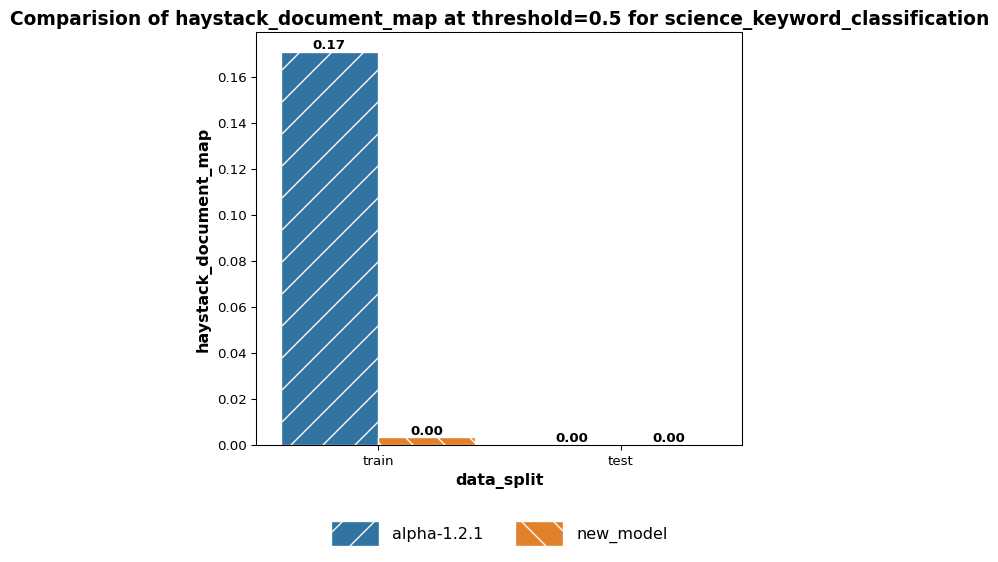 Comparision of haystack_document_map at threshold=0.5 for science_keyword_classification
0.17
0.16
0.14
0.12
0.10
0.08
0.06
0.04
0.02
0.00
haystack_document_map
0.00
0.00
0.00
train
test
data_split
alpha-1.2.1
new_model